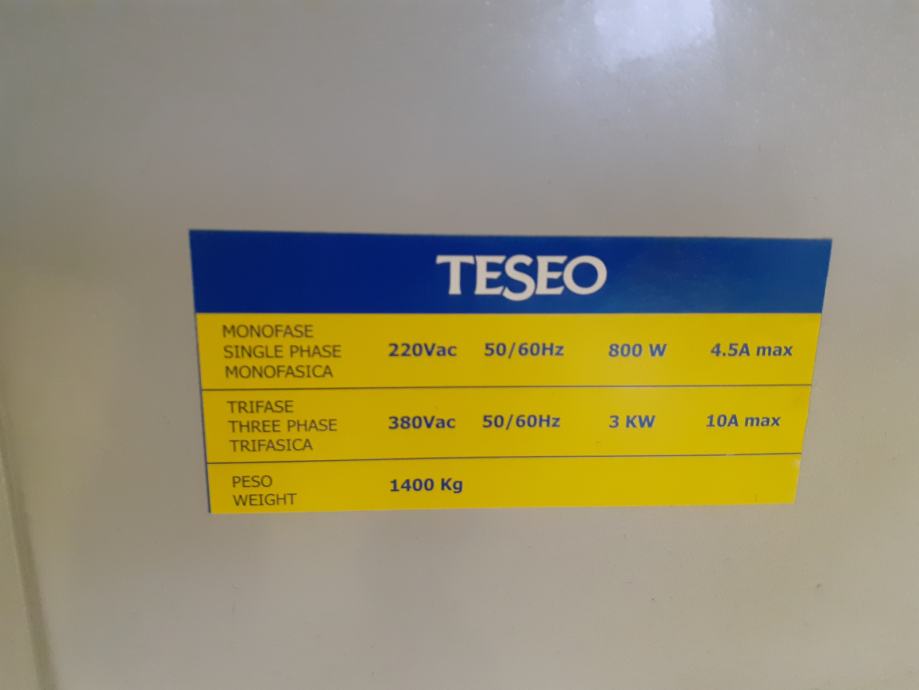 TESEO
MONOFASE
SINGLE PHASE 220Vac 50/60Hz 800 W 4.5A max
MONOFASICA
TRIFASE
THREE PHASE 380Vac 50/60Hz 3 KW 10A max
TRIFASICA
PESO
WEIGHT 1400 Kg